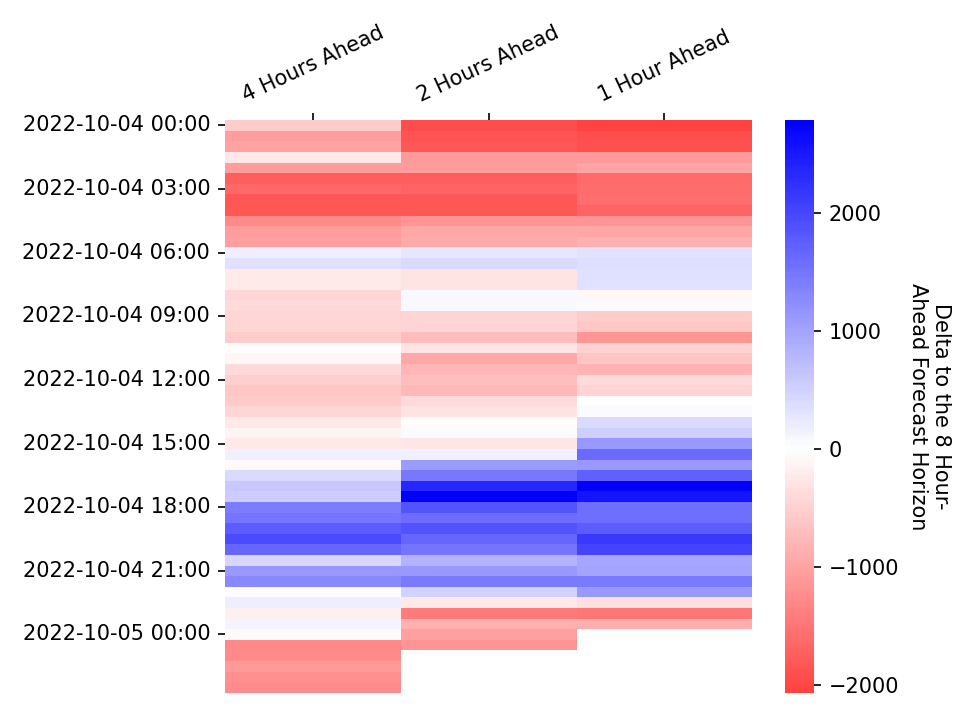 4 Hours Ahead
2 Hours Ahead
1 Hour Ahead
2022-10-04 00:00
2022-10-04 03:00
2022-10-04 06:00
2022-10-04 09:00
2022-10-04 12:00
2022-10-04 15:00
2022-10-04 18:00
2022-10-04 21:00
2022-10-05 00:00
2000
1000
0
−1000
−2000
Delta to the 8 Hour-
Ahead Forecast Horizon